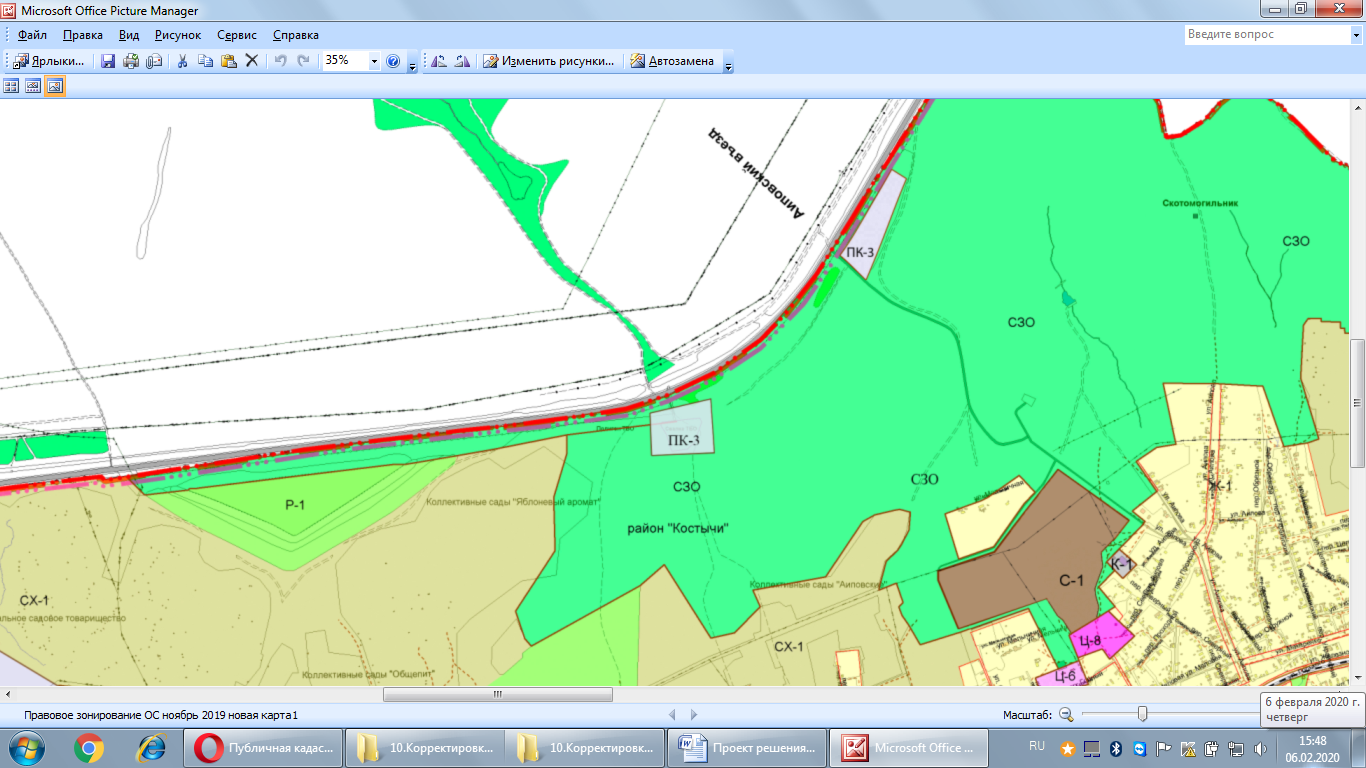 Microsoft Office Picture Manager
Файл Правка Вид Рисунок Сервис Справка
Введите вопрос
Ярлыки... 35% Изменить рисунки... Автозамена
Аиповский въезд
Скотомогильник
СЗО
ПК-3
СЗО
ПК-3
СЗО
СЗО
Р-1
Коллективные сады "Яблоневый аромат"
район "Костычи"
Ж-1
К-1
С-1
Коллективные сады "Аиповские"
СХ-1
альное садовое товарищество
Ц-8
СХ-1
Коллективные сады "Общепит"
Ц-6
6 февраля 2020 г.
четверг
Правовое зонирование ОС ноябрь 2019 новая карта1
Масштаб:
Публичная кадас...
10.Корректировк...
10.Корректировк...
Проект решения...
Microsoft Office ...
RU
15:48
06.02.2020